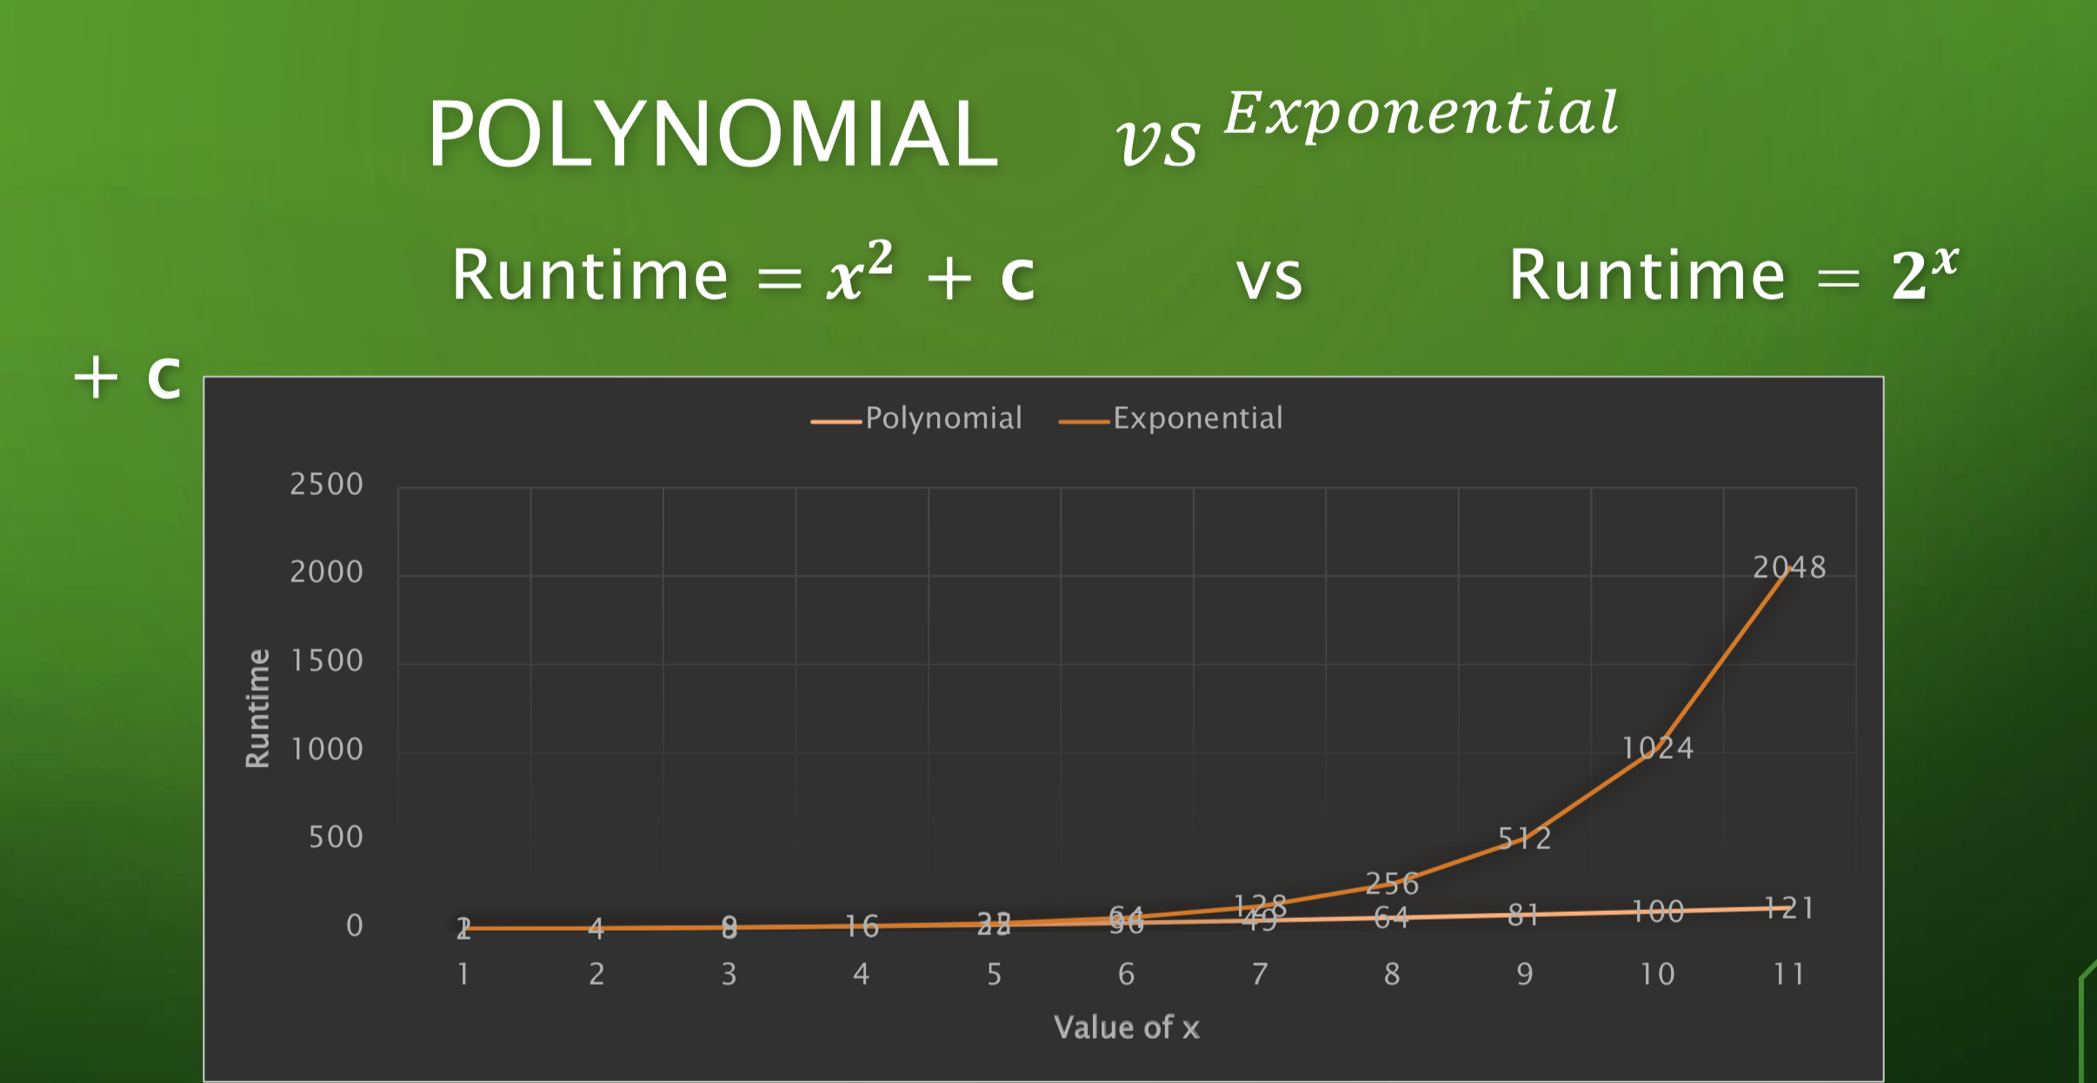 POLYNOMIAL vs Exponential
Runtime = x² + c vs Runtime = 2ˣ
+ c
Polynomial Exponential
2500
2000
1500
1000
500
0
Runtime
2048
1024
512
256
128
64
16
4
49 64 81 100 121
1 2 3 4 5 6 7 8 9 10 11
Value of x